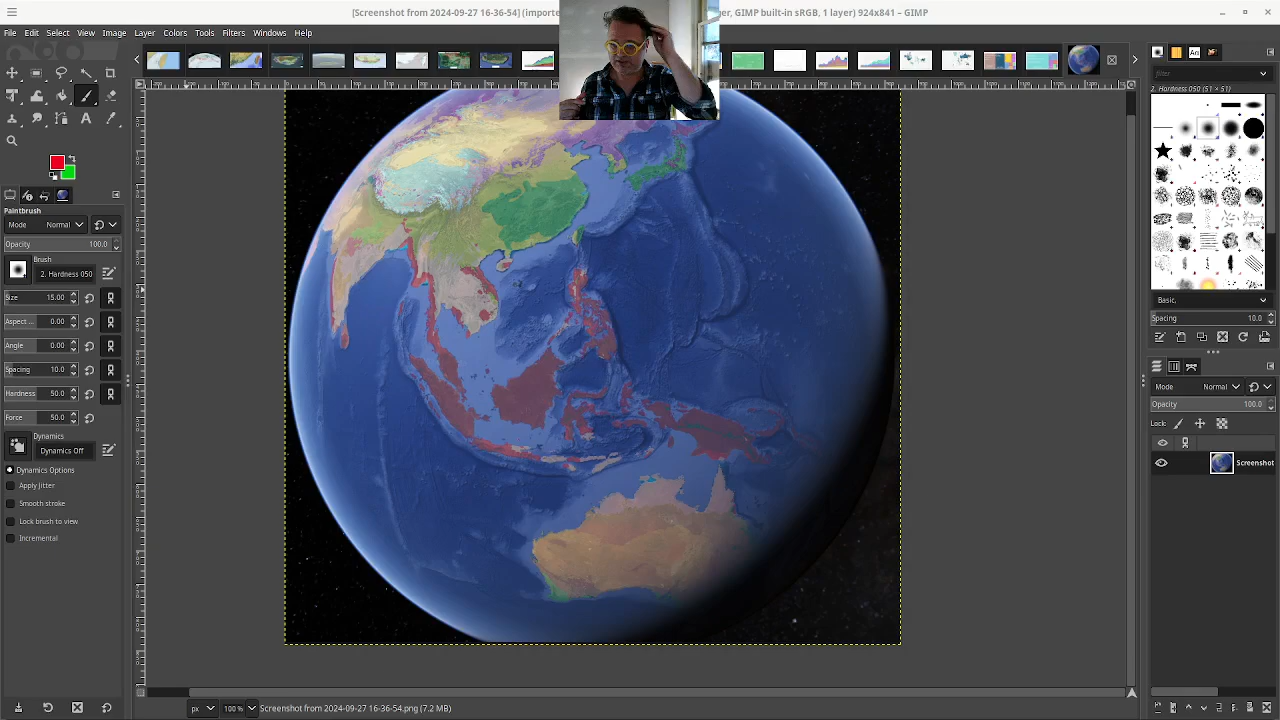 [Screenshot from 2024-09-27 16-36-54] (importe
er, GIMP built-in sRGB, 1 layer) 924x841 – GIMP
Layer Colors Tools Filters Windows Help
Paintbrush
Mode Normal
Opacity 100.0
Brush
2. Hardness 050
Size 15.00
Aspect ... 0.00
Angle 0.00
Spacing 10.0
Hardness 50.0
Force 50.0
Dynamics
Dynamics Off
Dynamics Options
Apply Jitter
Smooth stroke
Lock brush to view
Incremental
filter
2. Hardness 050 (51 × 51)
Basic,
Spacing 10.0
Mode Normal
Opacity 100.0
Lock:
Screenshot
px
100 %
Screenshot from 2024-09-27 16-36-54.png (7.2 MB)